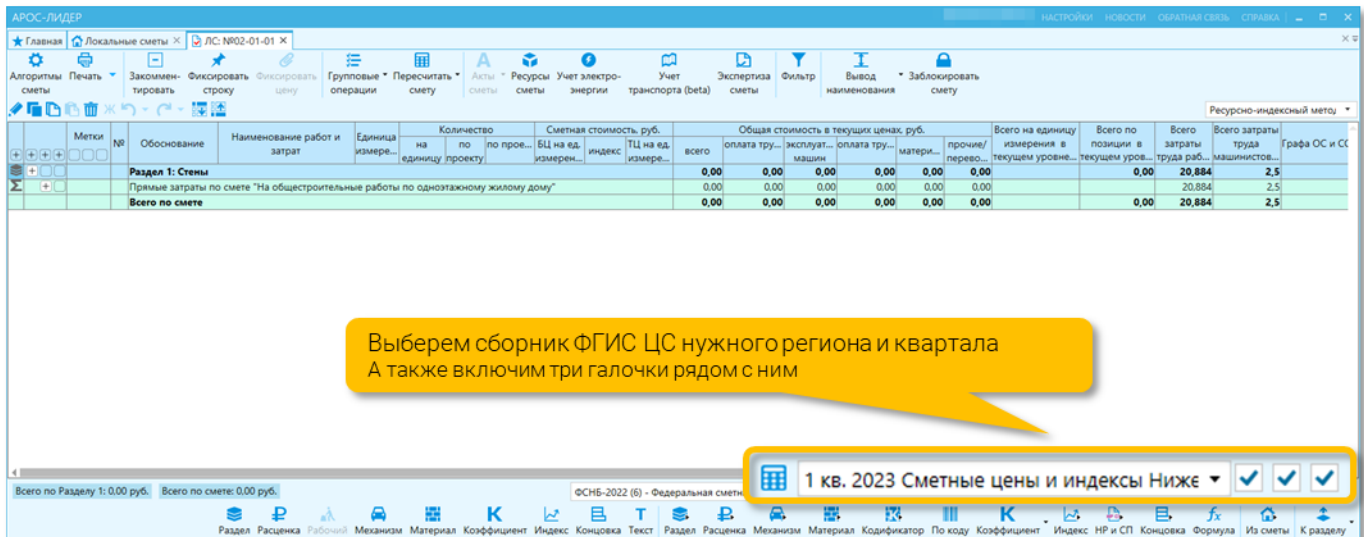 АРОС-ЛИДЕР
НАСТРОЙКИ НОВОСТИ ОБРАТНАЯ СВЯЗЬ СПРАВКА
Главная Локальные сметы ЛС: №02-01-01
Алгоритмы сметы Печать Закоммен-тировать Фиксировать строку Фиксировать цену Групповые операции Пересчитать смету Акты сметы Ресурсы сметы Учет электро-энергии Учет транспорта (beta) Экспертиза сметы Фильтр Вывод наименования Заблокировать смету
Ресурсно-индексный метод
Метки № Обоснование Наименование работ и затрат Единица измере... Количество Сметная стоимость, руб. Общая стоимость в текущих ценах, руб. Всего на единицу измерения в текущем уровне... Всего по позиции в текущем уров... Всего затраты труда раб... Всего затраты труда машинистов... Графа ОС и СС
на единицу по проекту по прое... БЦ на ед. измерен... индекс ТЦ на ед. измере... всего оплата тру... эксплуат... машин оплата тру... матери... прочие/ перево...
Раздел 1: Стены 0,00 0,00 0,00 0,00 0,00 0,00 0,00 20,884 2,5
Прямые затраты по смете "На общестроительные работы по одноэтажному жилому дому" 0,00 0,00 0,00 0,00 0,00 0,00 20,884 2,5
Всего по смете 0,00 0,00 0,00 0,00 0,00 0,00 0,00 20,884 2,5
Выберем сборник ФГИС ЦС нужного региона и квартала
А также включим три галочки рядом с ним
1 кв. 2023 Сметные цены и индексы Ниже
Всего по Разделу 1: 0,00 руб. Всего по смете: 0,00 руб.
ФСНБ-2022 (6) - Федеральная сметн
Раздел Расценка Рабочий Механизм Материал Коэффициент Индекс Концовка Текст Раздел Расценка Механизм Материал Кодификатор По коду Коэффициент Индекс НР и СП Концовка Формула Из сметы К разделу